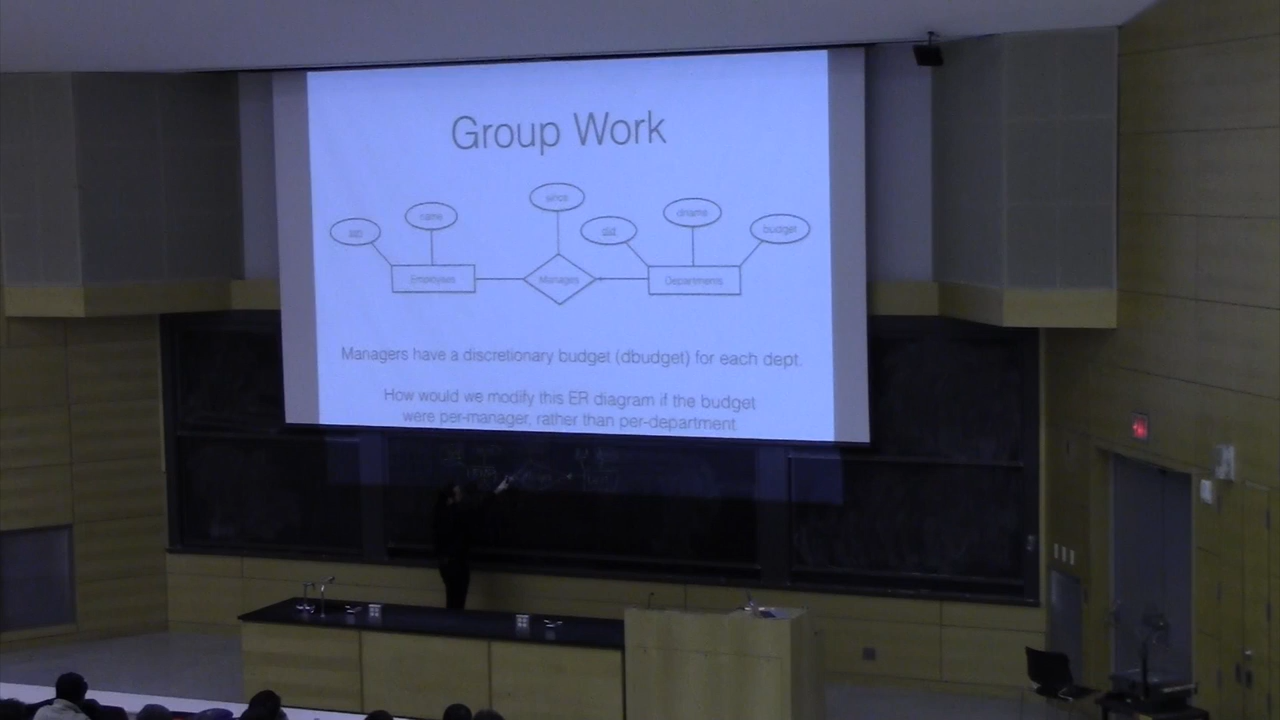 Group Work
since
name
dname
did
budget
Employees
Manages
Departments
Managers have a discretionary budget (dbudget) for each dept.
How would we modify this ER diagram if the budget
were per-manager, rather than per-department